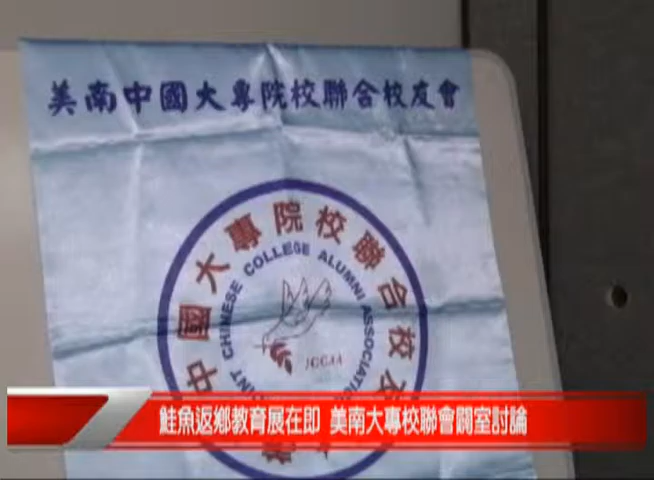 美南中國大專院校聯合校友會
中國大專院校聯合校友
JOINT CHINESE COLLEGE ALUMNI ASSOCIATION
JCCAA
鮭魚返鄉教育展在即 美南大專校聯會闢室討論